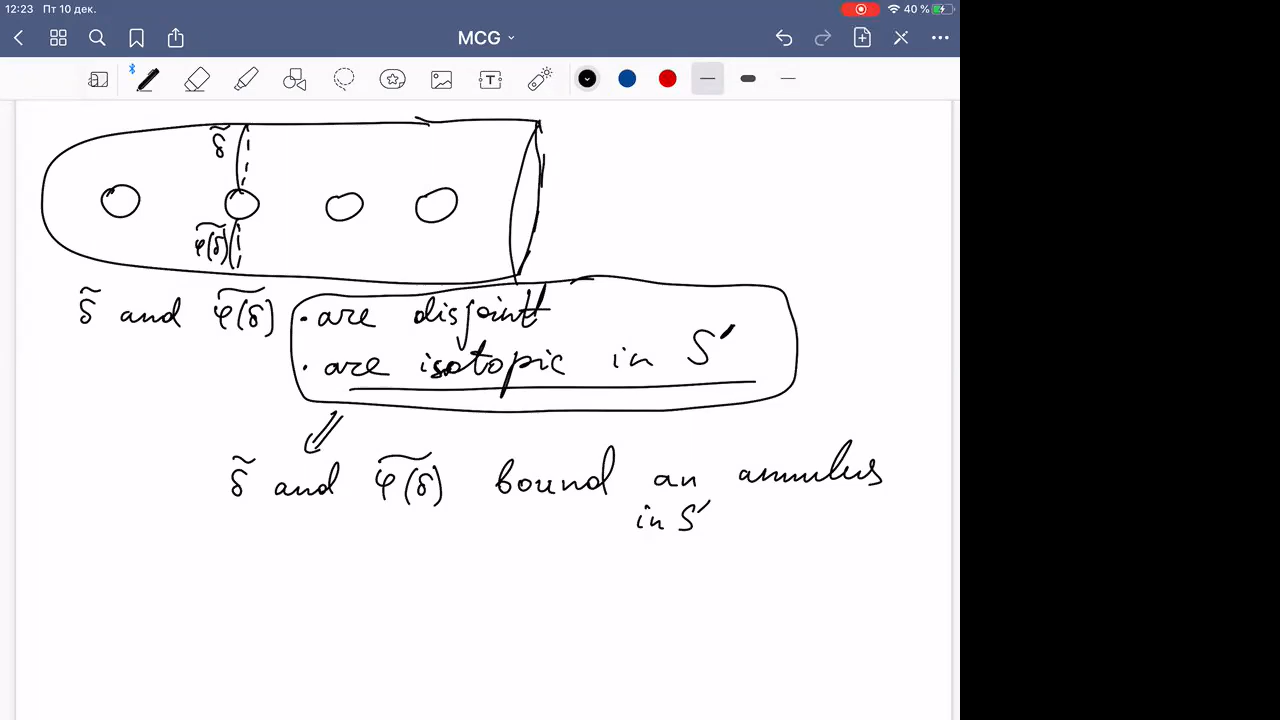 12:23 Пт 10 дек. 40 %
MCG
T
δ̃
φ(δ)͠
δ̃ and φ(δ)͠ · are disjoint
· are isotopic in S′
⇓
δ̃ and φ(δ)͠ bound an annulus
in S′